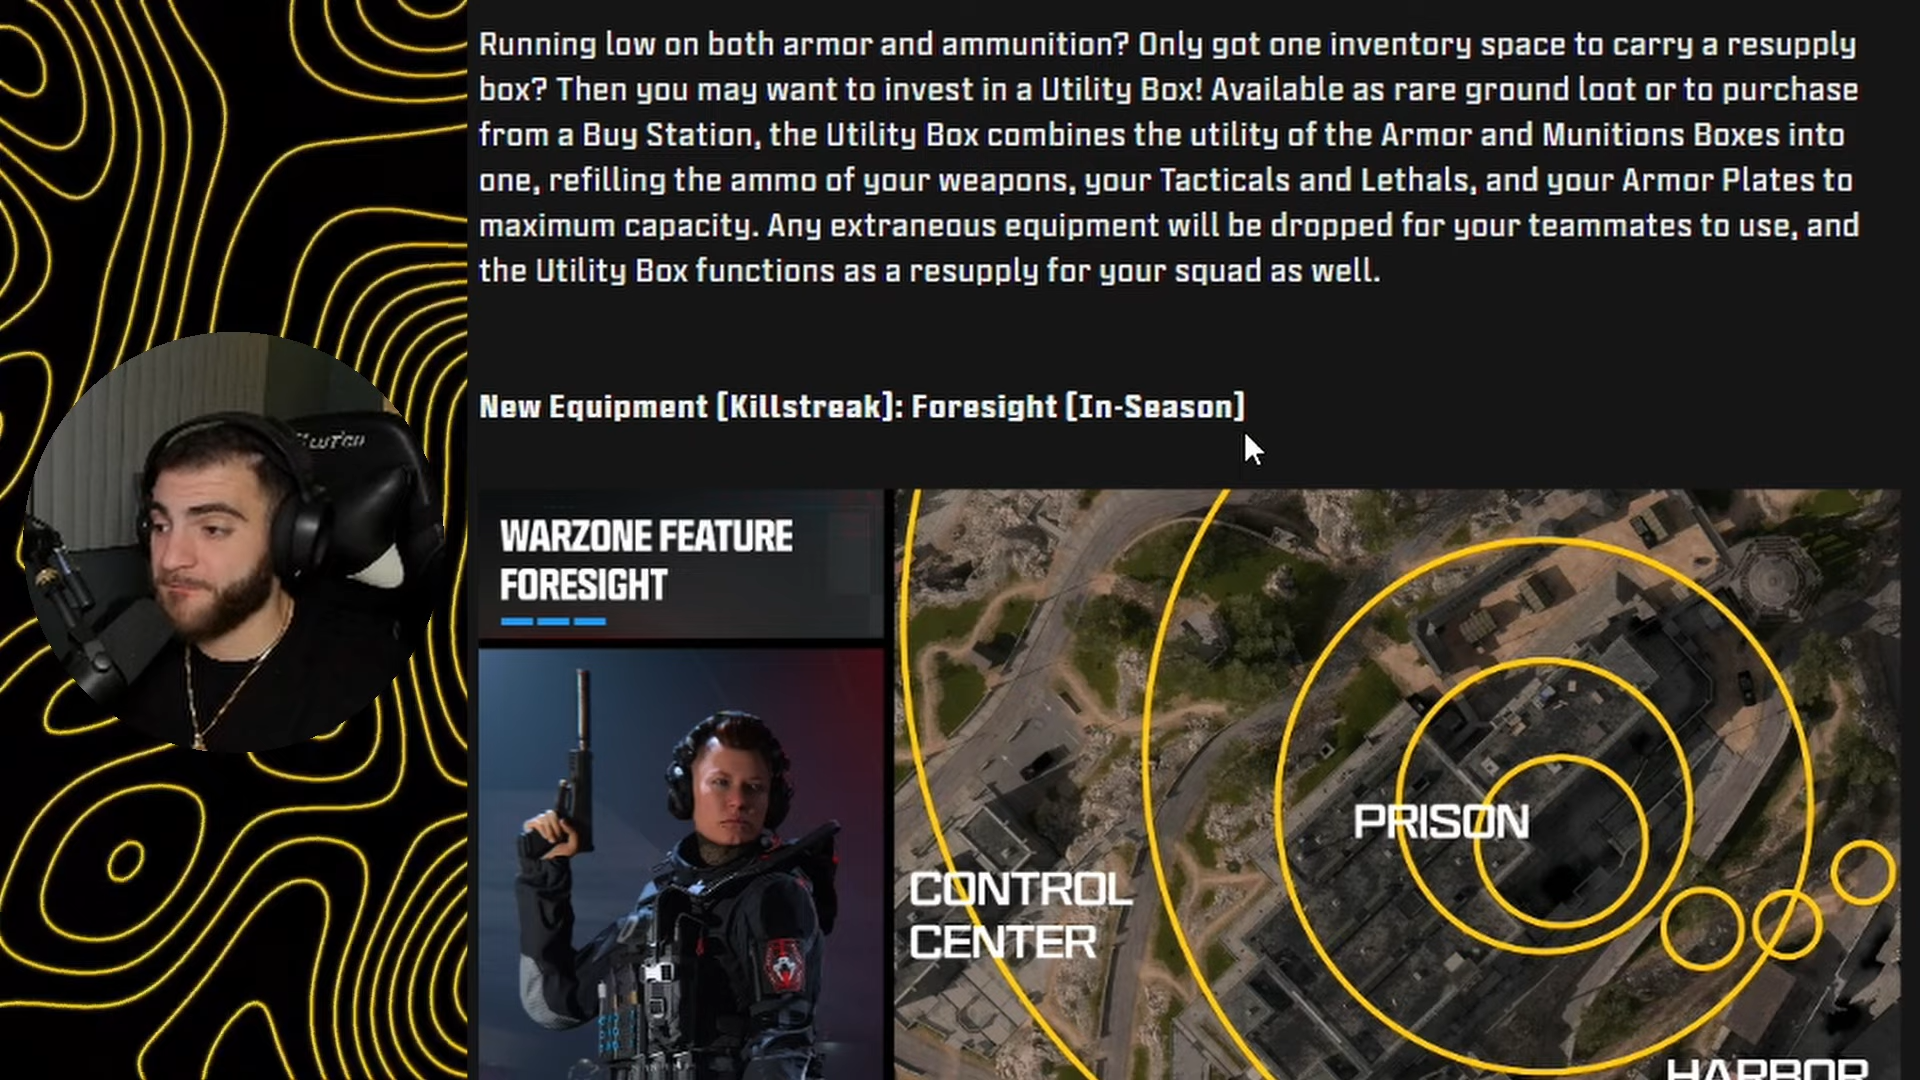 Running low on both armor and ammunition? Only got one inventory space to carry a resupply
box? Then you may want to invest in a Utility Box! Available as rare ground loot or to purchase
from a Buy Station, the Utility Box combines the utility of the Armor and Munitions Boxes into
one, refilling the ammo of your weapons, your Tacticals and Lethals, and your Armor Plates to
maximum capacity. Any extraneous equipment will be dropped for your teammates to use, and
the Utility Box functions as a resupply for your squad as well.
New Equipment [Killstreak]: Foresight [In-Season]
WARZONE FEATURE
FORESIGHT
PRISON
CONTROL
CENTER
HARBOR